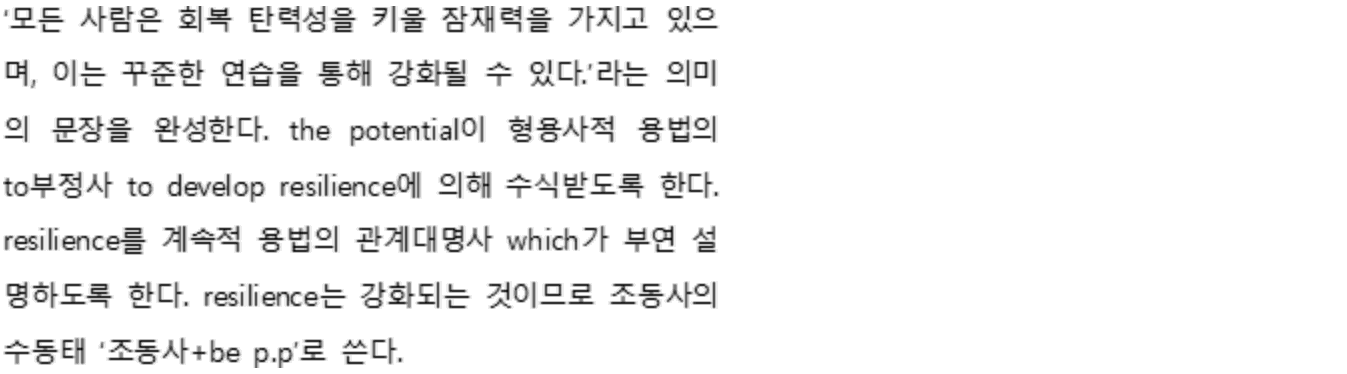 ‘모든 사람은 회복 탄력성을 키울 잠재력을 가지고 있으
며, 이는 꾸준한 연습을 통해 강화될 수 있다.’라는 의미
의 문장을 완성한다. the potential이 형용사적 용법의
to부정사 to develop resilience에 의해 수식받도록 한다.
resilience를 계속적 용법의 관계대명사 which가 부연 설
명하도록 한다. resilience는 강화되는 것이므로 조동사의
수동태 ‘조동사+be p.p’로 쓴다.